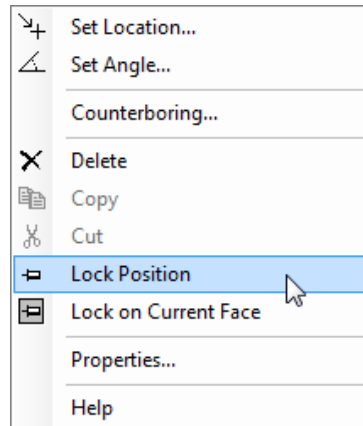 Set Location...
Set Angle...
Counterboring...
Delete
Copy
Cut
Lock Position
Lock on Current Face
Properties...
Help